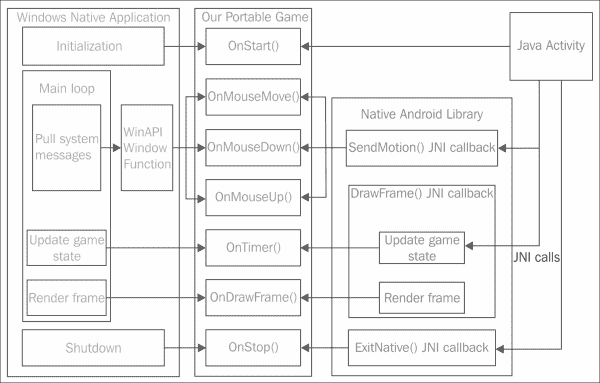 Windows Native Application
Initialization
Main loop
Pull system
messages
WinAPI
Window
Function
Update game
state
Render frame
Shutdown
Our Portable Game
OnStart()
OnMouseMove()
OnMouseDown()
OnMouseUp()
OnTimer()
OnDrawFrame()
OnStop()
Java Activity
Native Android Library
SendMotion() JNI callback
DrawFrame() JNI callback
Update game
state
Render frame
ExitNative() JNI callback
JNI calls